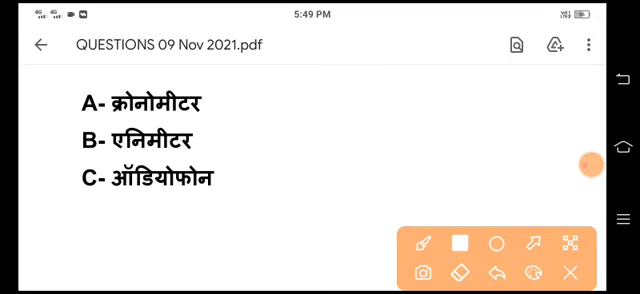 5:49 PM
QUESTIONS 09 Nov 2021.pdf
A- क्रोनोमीटर
B- एनिमीटर
C- ऑडियोफोन